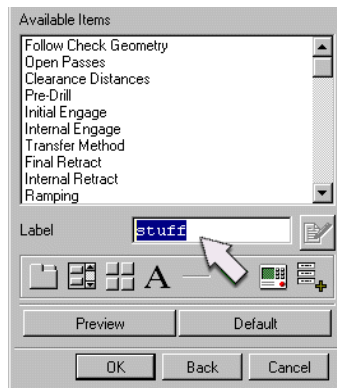 Available Items
Follow Check Geometry
Open Passes
Clearance Distances
Pre-Drill
Initial Engage
Internal Engage
Transfer Method
Final Retract
Internal Retract
Ramping
Label stuff
A
Preview Default
OK Back Cancel